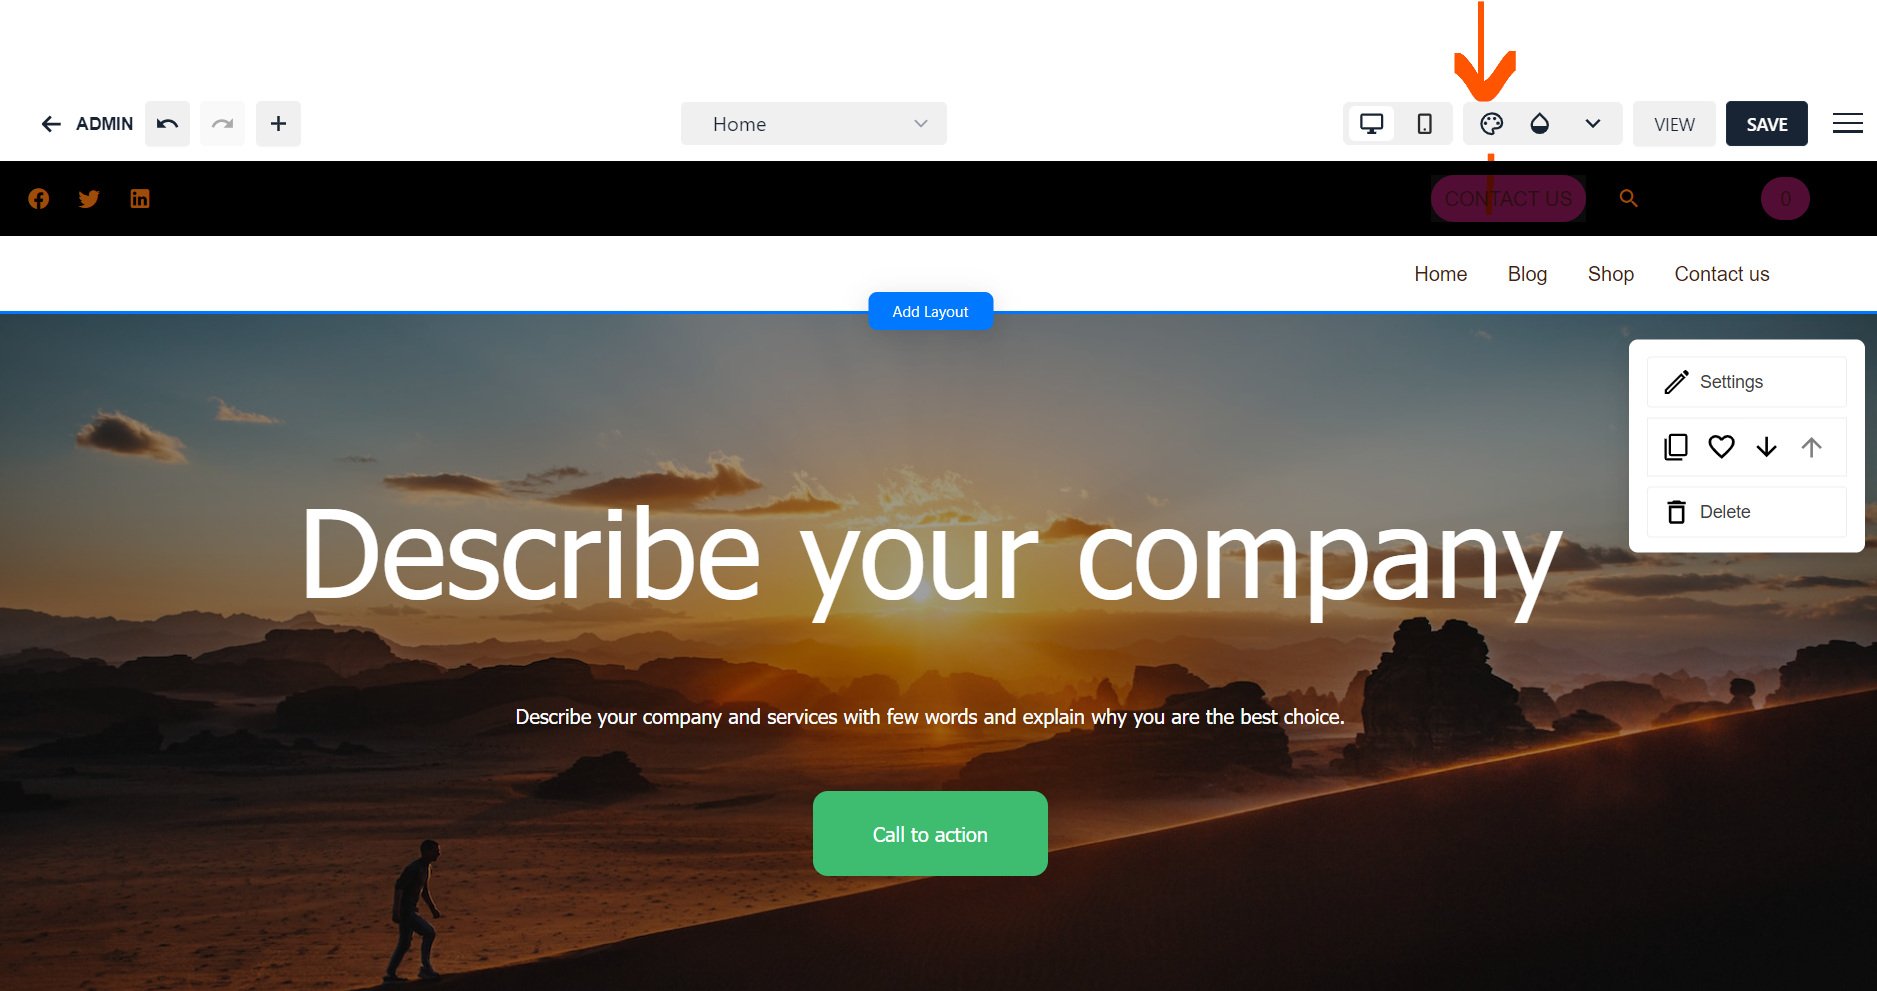 ADMIN
Home
VIEW
SAVE
CONTACT US
0
Home
Blog
Shop
Contact us
Add Layout
Settings
Delete
Describe your company
Describe your company and services with few words and explain why you are the best choice.
Call to action